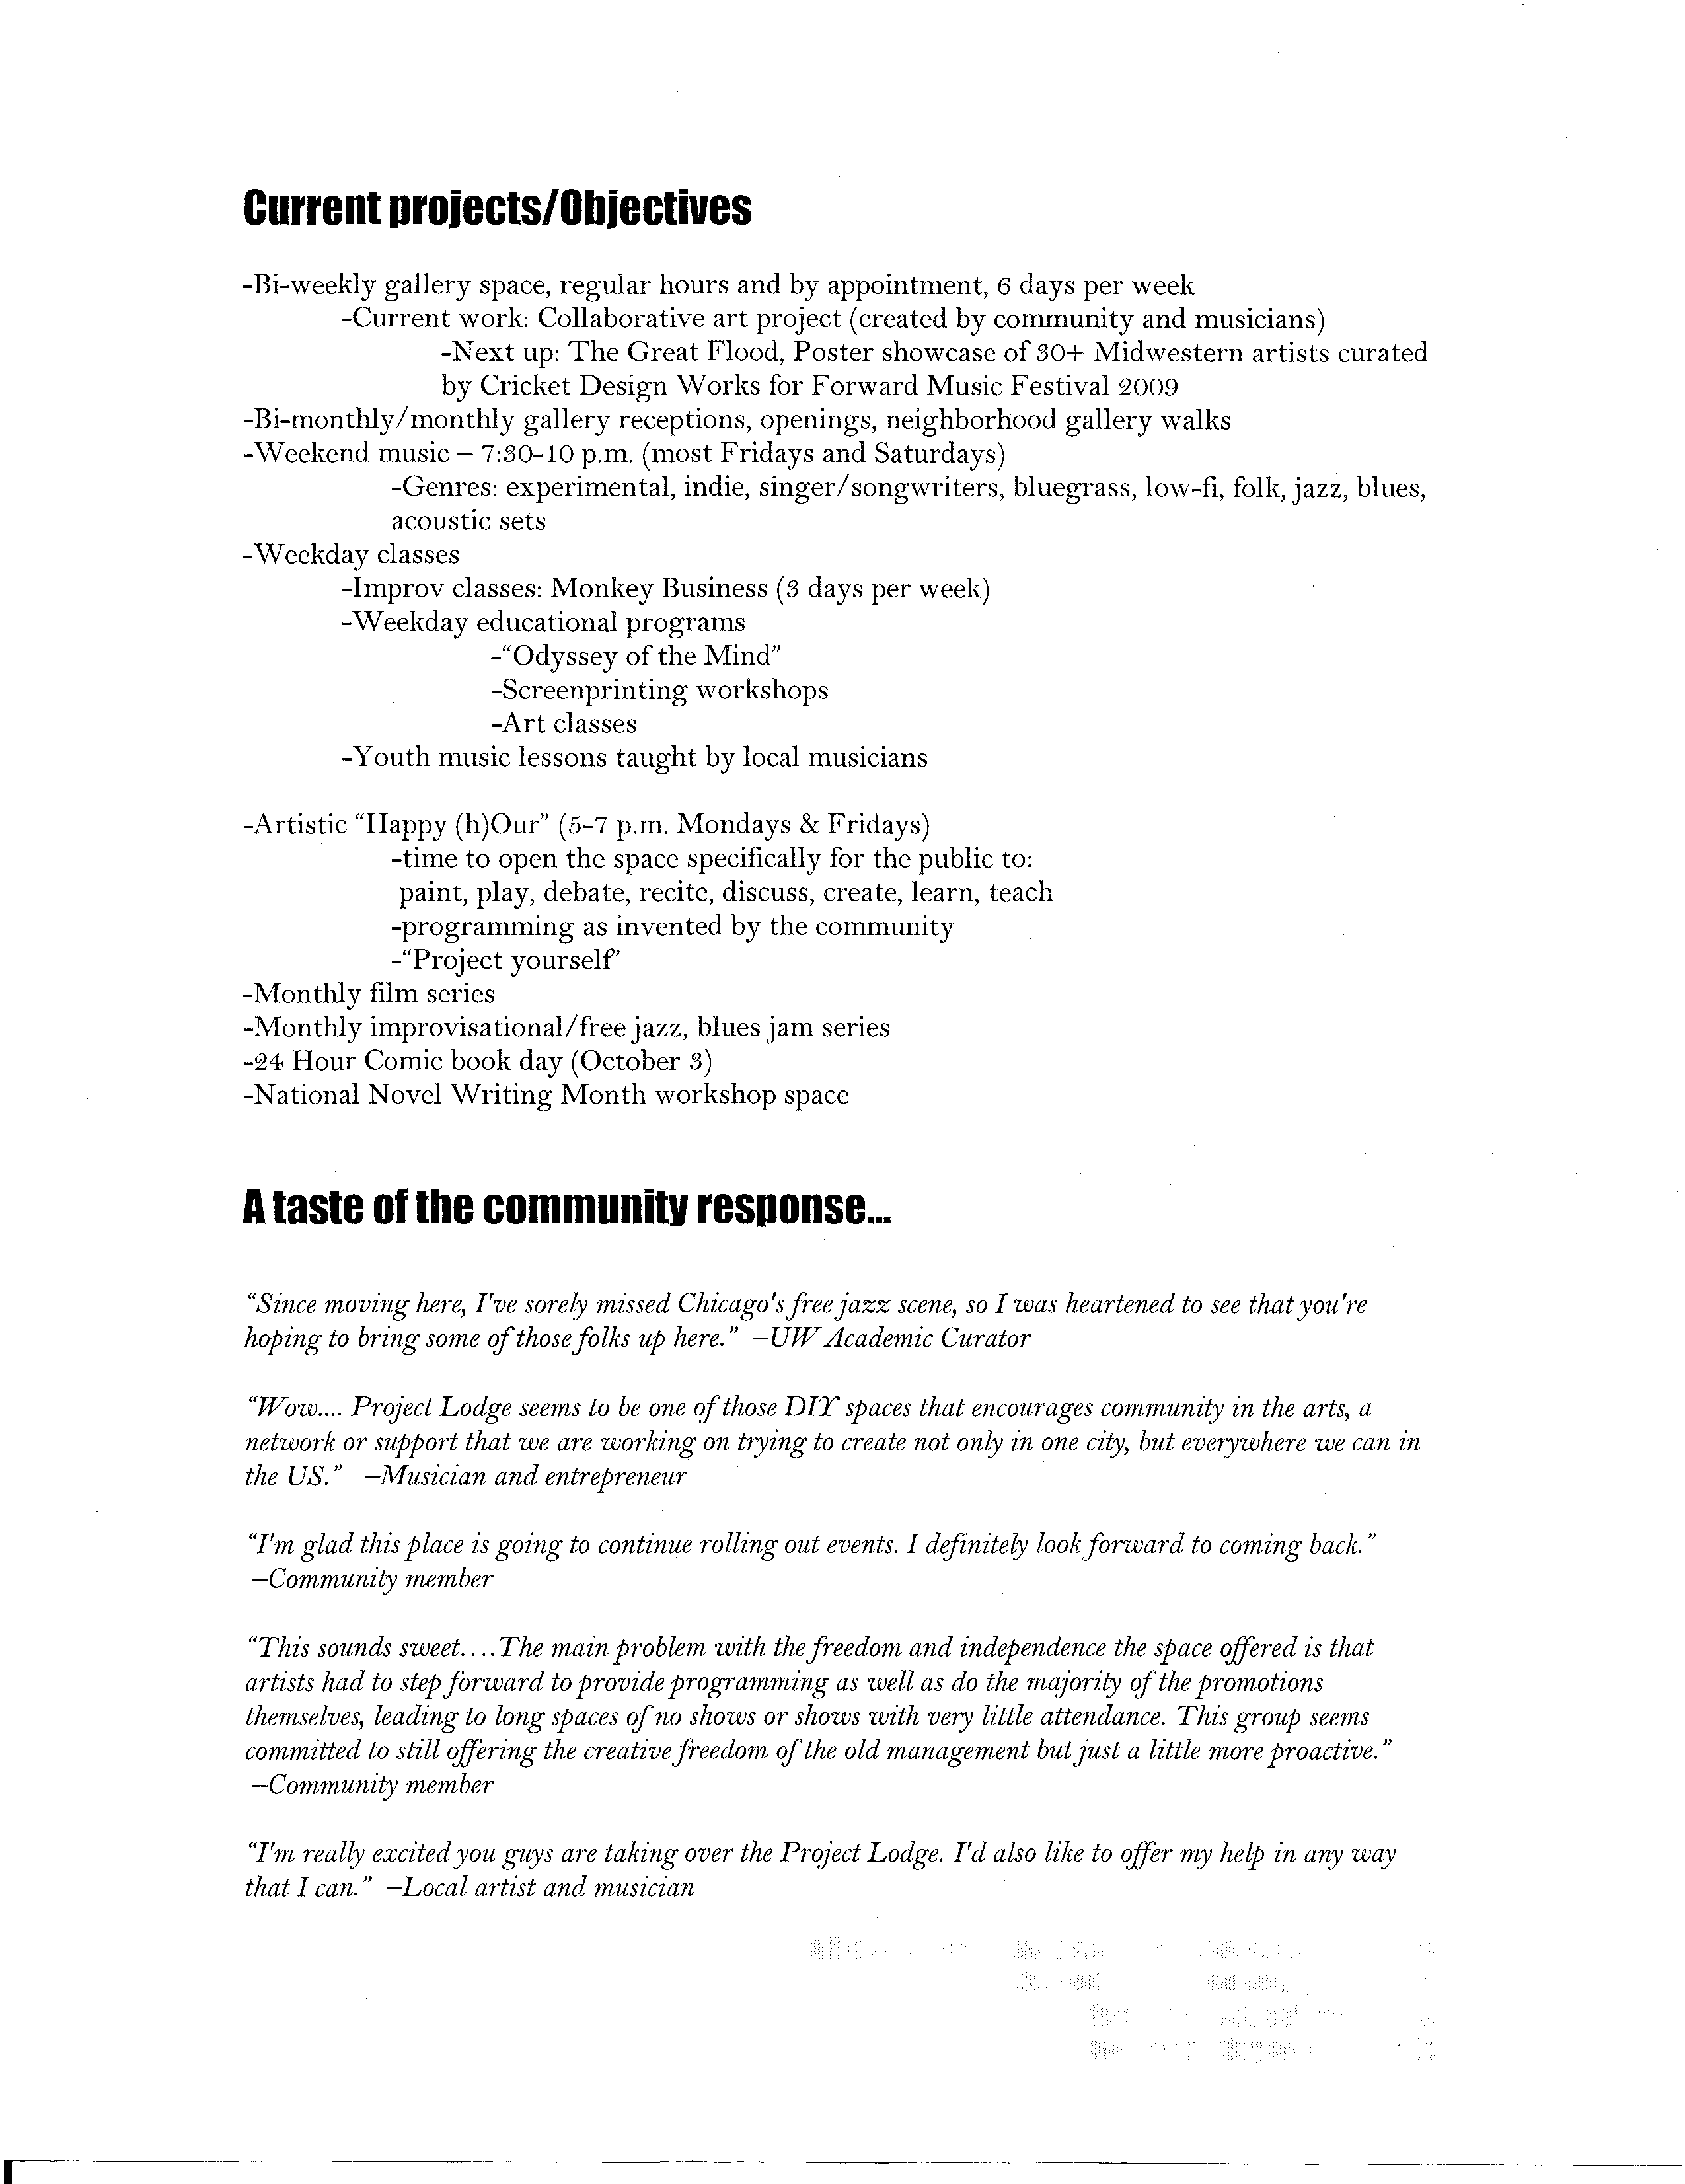 Current projects/Objectives
-Bi-weekly gallery space, regular hours and by appointment, 6 days per week
-Current work: Collaborative art project (created by community and musicians)
-Next up: The Great Flood, Poster showcase of 30+ Midwestern artists curated
by Cricket Design Works for Forward Music Festival 2009
-Bi-monthly/monthly gallery receptions, openings, neighborhood gallery walks
-Weekend music – 7:30-10 p.m. (most Fridays and Saturdays)
-Genres: experimental, indie, singer/songwriters, bluegrass, low-fi, folk, jazz, blues,
acoustic sets
-Weekday classes
-Improv classes: Monkey Business (3 days per week)
-Weekday educational programs
-“Odyssey of the Mind”
-Screenprinting workshops
-Art classes
-Youth music lessons taught by local musicians
-Artistic “Happy (h)Our” (5-7 p.m. Mondays & Fridays)
-time to open the space specifically for the public to:
paint, play, debate, recite, discuss, create, learn, teach
-programming as invented by the community
-“Project yourself”
-Monthly film series
-Monthly improvisational/free jazz, blues jam series
-24 Hour Comic book day (October 3)
-National Novel Writing Month workshop space
A taste of the community response...
“Since moving here, I've sorely missed Chicago's free jazz scene, so I was heartened to see that you're
hoping to bring some of those folks up here.” –UW Academic Curator
“Wow.... Project Lodge seems to be one of those DIY spaces that encourages community in the arts, a
network or support that we are working on trying to create not only in one city, but everywhere we can in
the US.” –Musician and entrepreneur
“I'm glad this place is going to continue rolling out events. I definitely look forward to coming back.”
–Community member
“This sounds sweet....The main problem with the freedom and independence the space offered is that
artists had to step forward to provide programming as well as do the majority of the promotions
themselves, leading to long spaces of no shows or shows with very little attendance. This group seems
committed to still offering the creative freedom of the old management but just a little more proactive.”
–Community member
“I'm really excited you guys are taking over the Project Lodge. I'd also like to offer my help in any way
that I can.” –Local artist and musician